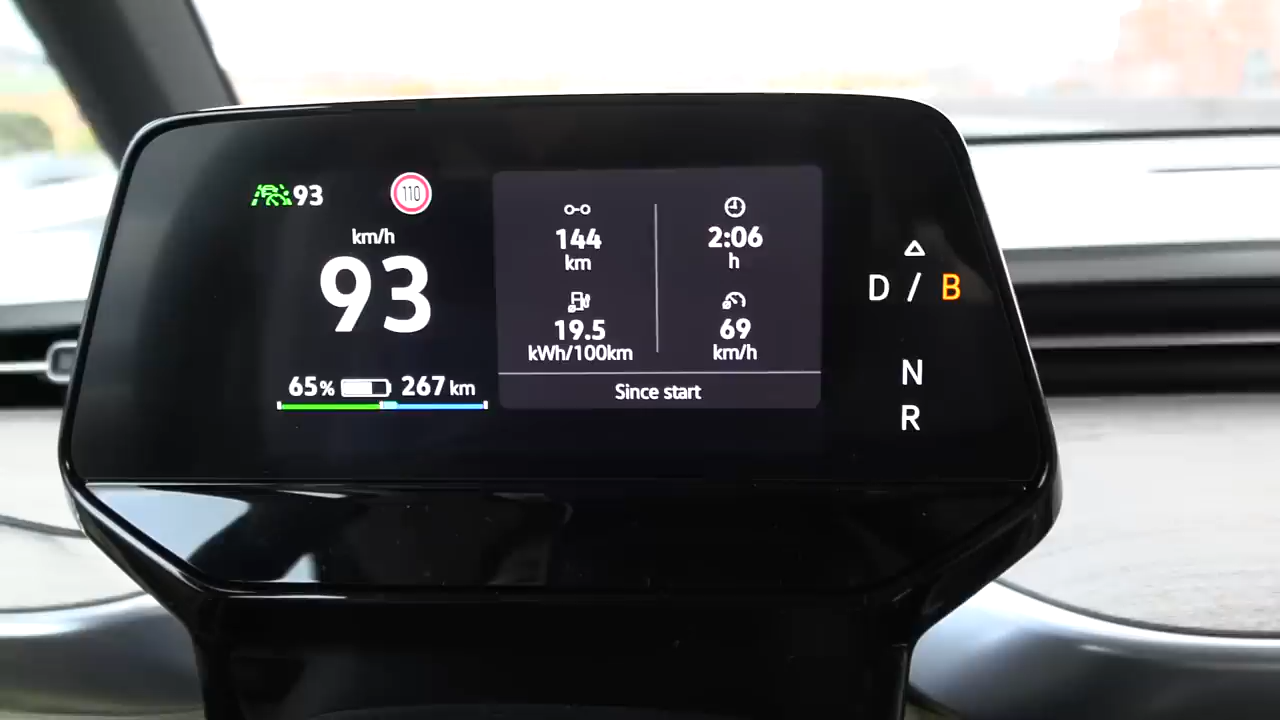 93
110
km/h
93
65% 267 km
144
km
2:06
h
19.5
kWh/100km
69
km/h
Since start
D / B
N
R